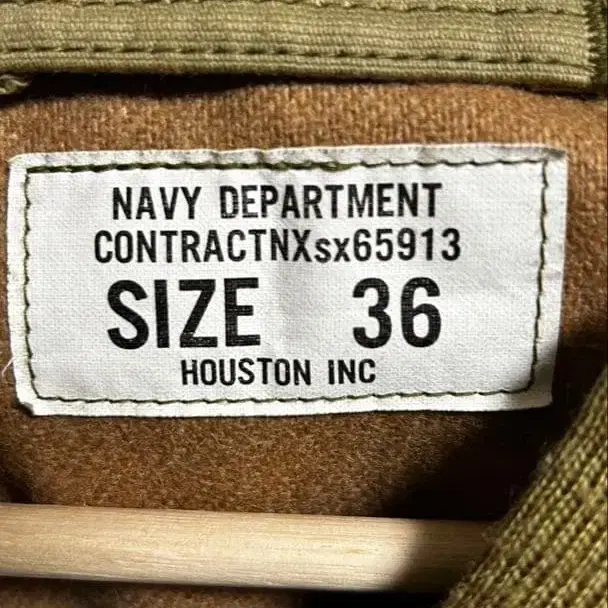 NAVY DEPARTMENT
CONTRACTNXsx65913
SIZE 36
HOUSTON INC